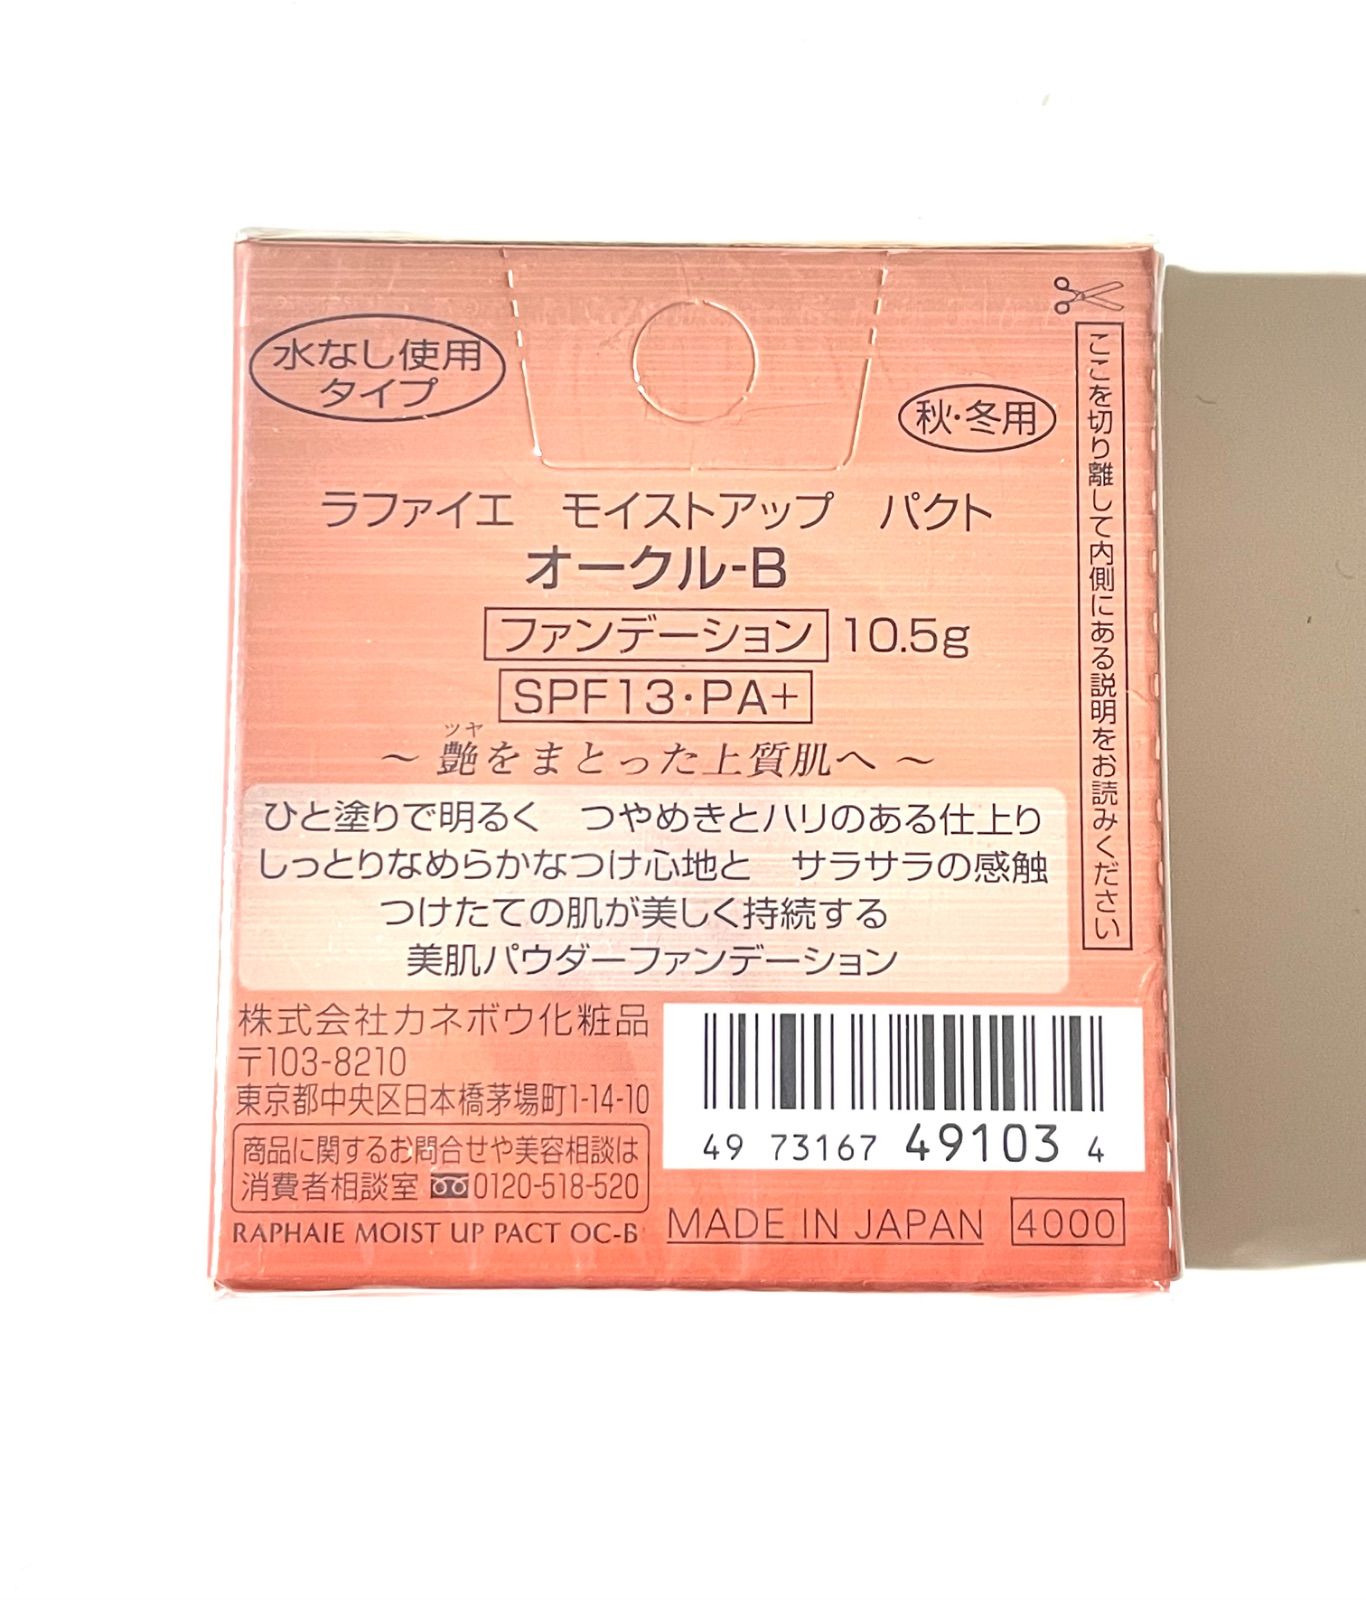 水なし使用
タイプ
秋・冬用
ここを切り離して内側にある説明をお読みください
ラファイエ　モイストアップ　パクト
オークル-B
ファンデーション 10.5g
SPF13・PA+
ツヤ
～ 艶をまとった上質肌へ ～
ひと塗りで明るく　つやめきとハリのある仕上り
しっとりなめらかなつけ心地と　サラサラの感触
つけたての肌が美しく持続する
美肌パウダーファンデーション
株式会社カネボウ化粧品
〒103-8210
東京都中央区日本橋茅場町1-14-10
商品に関するお問合せや美容相談は
消費者相談室 0120-518-520
RAPHAIE MOIST UP PACT OC-B
49 73167 49103 4
MADE IN JAPAN 4000